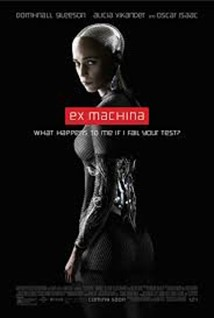 DOMHNALL GLEESON ALICIA VIKANDER AND OSCAR ISAAC
EX MACHINA
WHAT HAPPENS TO ME IF I FAIL YOUR TEST?
COMING SOON